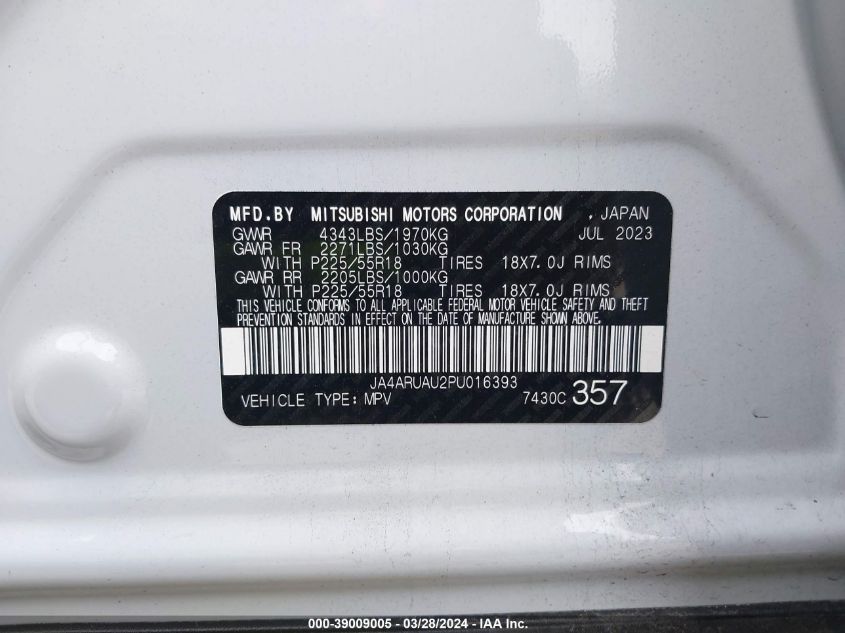 MFD.BY MITSUBISHI MOTORS CORPORATION , JAPAN
GVWR 4343LBS/1970KG JUL 2023
GAWR FR 2271LBS/1030KG
WITH P225/55R18 TIRES 18X7.0J RIMS
GAWR RR 2205LBS/1000KG
WITH P225/55R18 TIRES 18X7.0J RIMS
THIS VEHICLE CONFORMS TO ALL APPLICABLE FEDERAL MOTOR VEHICLE SAFETY AND THEFT
PREVENTION STANDARDS IN EFFECT ON THE DATE OF MANUFACTURE SHOWN ABOVE.
JA4ARUAU2PU016393
VEHICLE TYPE: MPV 7430C 357
000-39009005 - 03/28/2024 - IAA Inc.